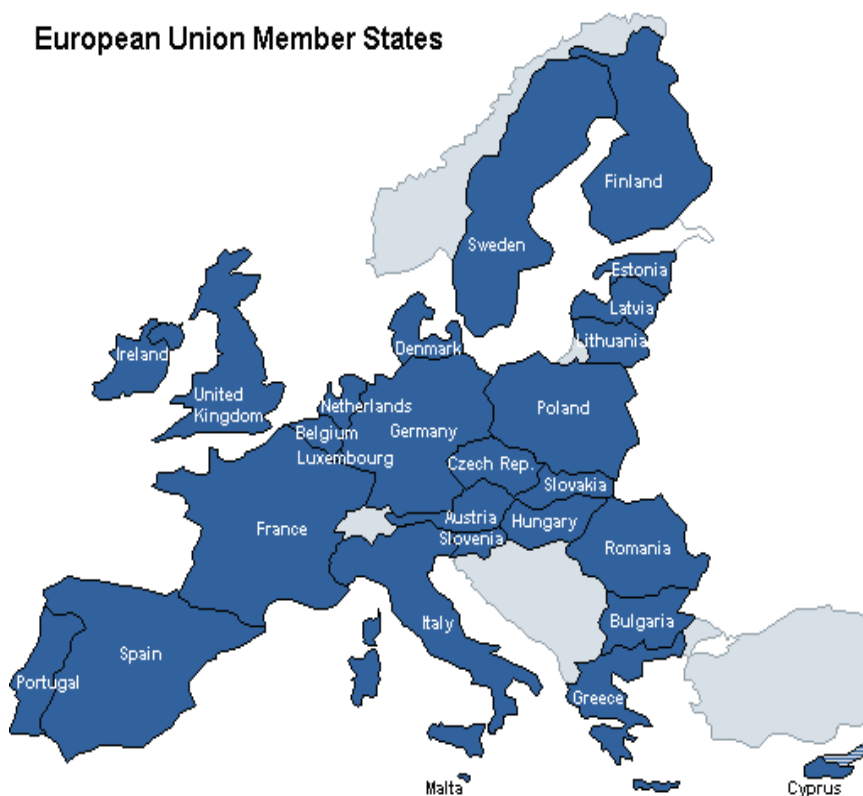 European Union Member States
Finland
Sweden
Estonia
Latvia
Lithuania
Denmark
Ireland
United
Kingdom
Netherlands
Belgium
Germany
Luxembourg
Poland
Czech Rep.
Slovakia
Austria
Hungary
Slovenia
France
Romania
Bulgaria
Italy
Spain
Portugal
Greece
Malta
Cyprus